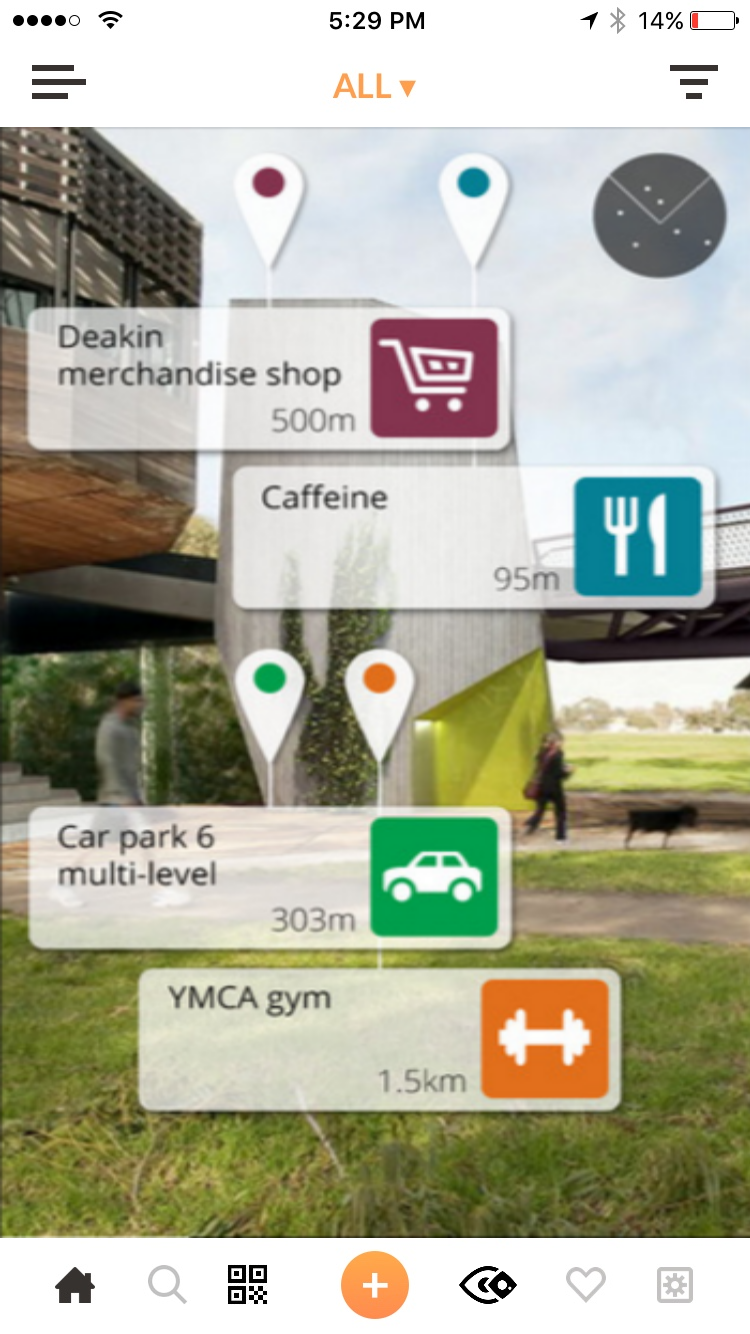 5:29 PM
14%
ALL ▾
Deakin
merchandise shop
500m
Caffeine
95m
Car park 6
multi-level
303m
YMCA gym
1.5km